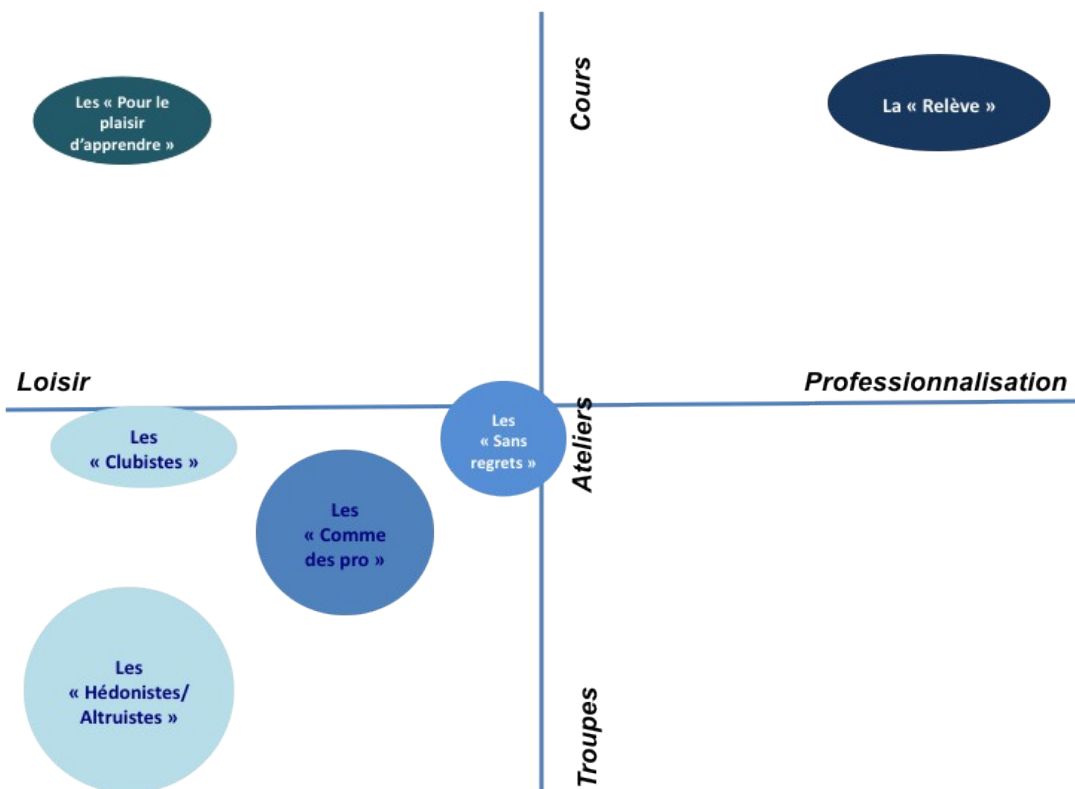 Cours
Les « Pour le
plaisir
d’apprendre »
La « Relève »
Loisir
Professionnalisation
Ateliers
Les
« Sans
regrets »
Les
« Clubistes »
Les
« Comme
des pro »
Les
« Hédonistes/
Altruistes »
Troupes